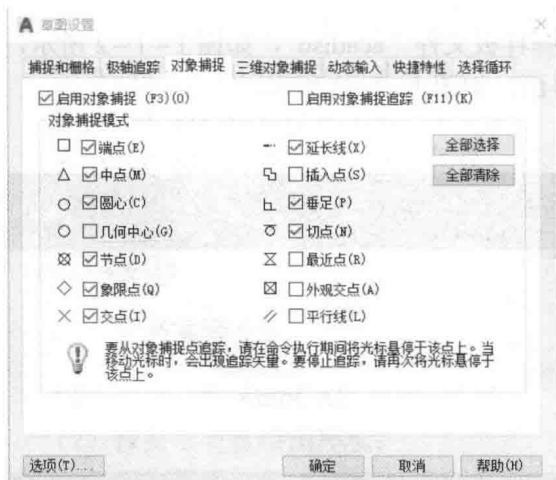 草图设置
捕捉和栅格 极轴追踪 对象捕捉 三维对象捕捉 动态输入 快捷特性 选择循环
启用对象捕捉 (F3)(O)
启用对象捕捉追踪 (F11)(K)
对象捕捉模式
端点(E)
延长线(X)
全部选择
中点(M)
插入点(S)
全部清除
圆心(C)
垂足(P)
几何中心(G)
切点(N)
节点(D)
最近点(R)
象限点(Q)
外观交点(A)
交点(I)
平行线(L)
要从对象捕捉点追踪，请在命令执行期间将光标悬停于该点上。当
移动光标时，会出现追踪矢量。要停止追踪，请再次将光标悬停于
该点上。
选项(T)...
确定
取消
帮助(H)